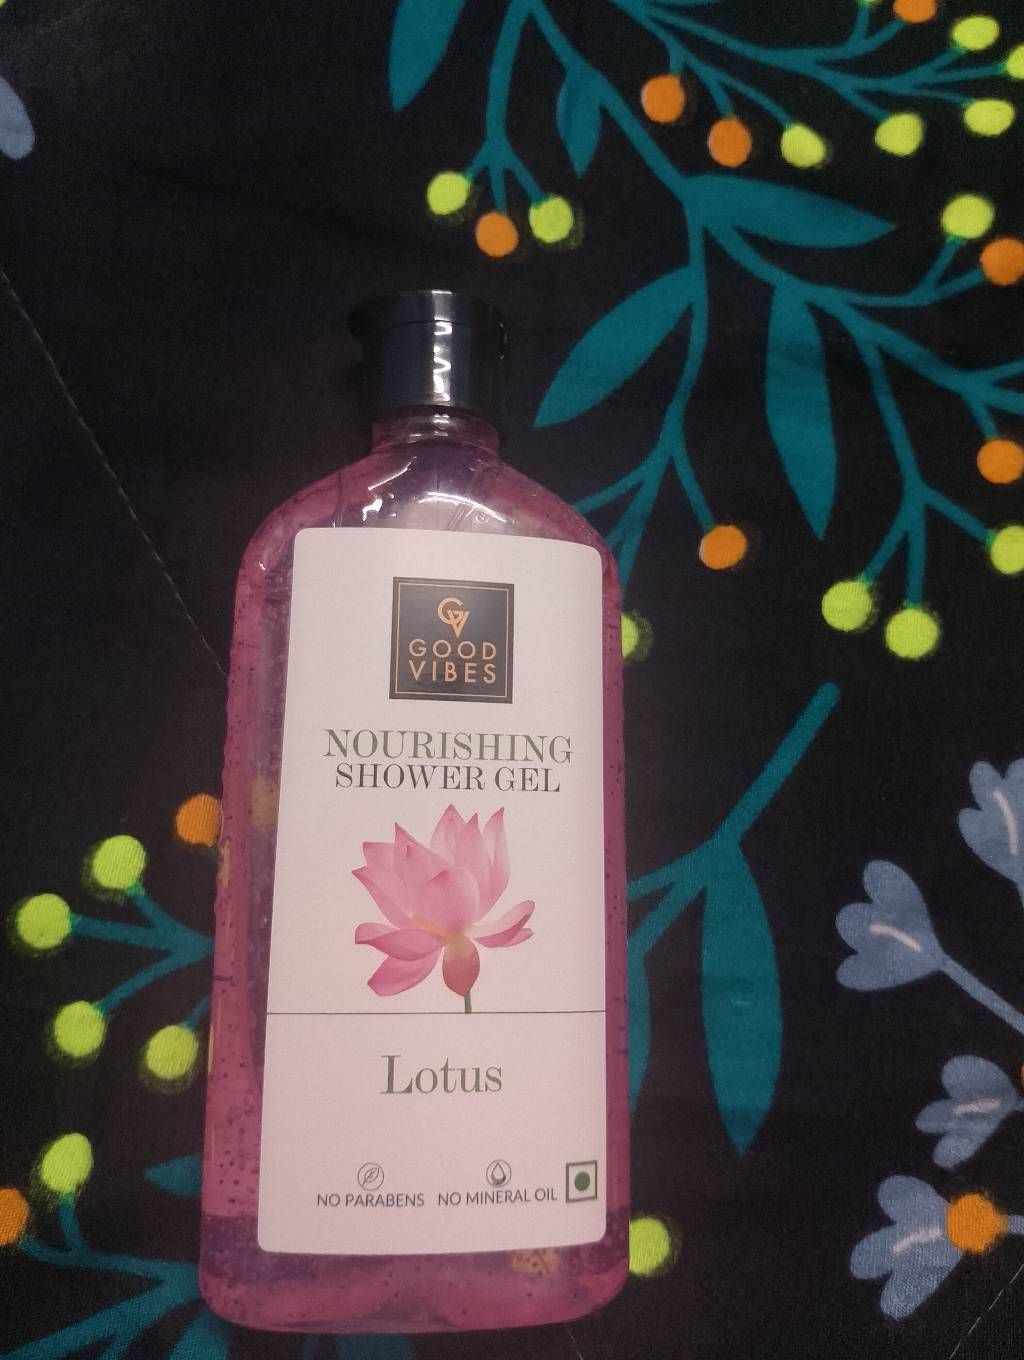 GV
GOOD
VIBES
NOURISHING
SHOWER GEL
Lotus
NO PARABENS NO MINERAL OIL